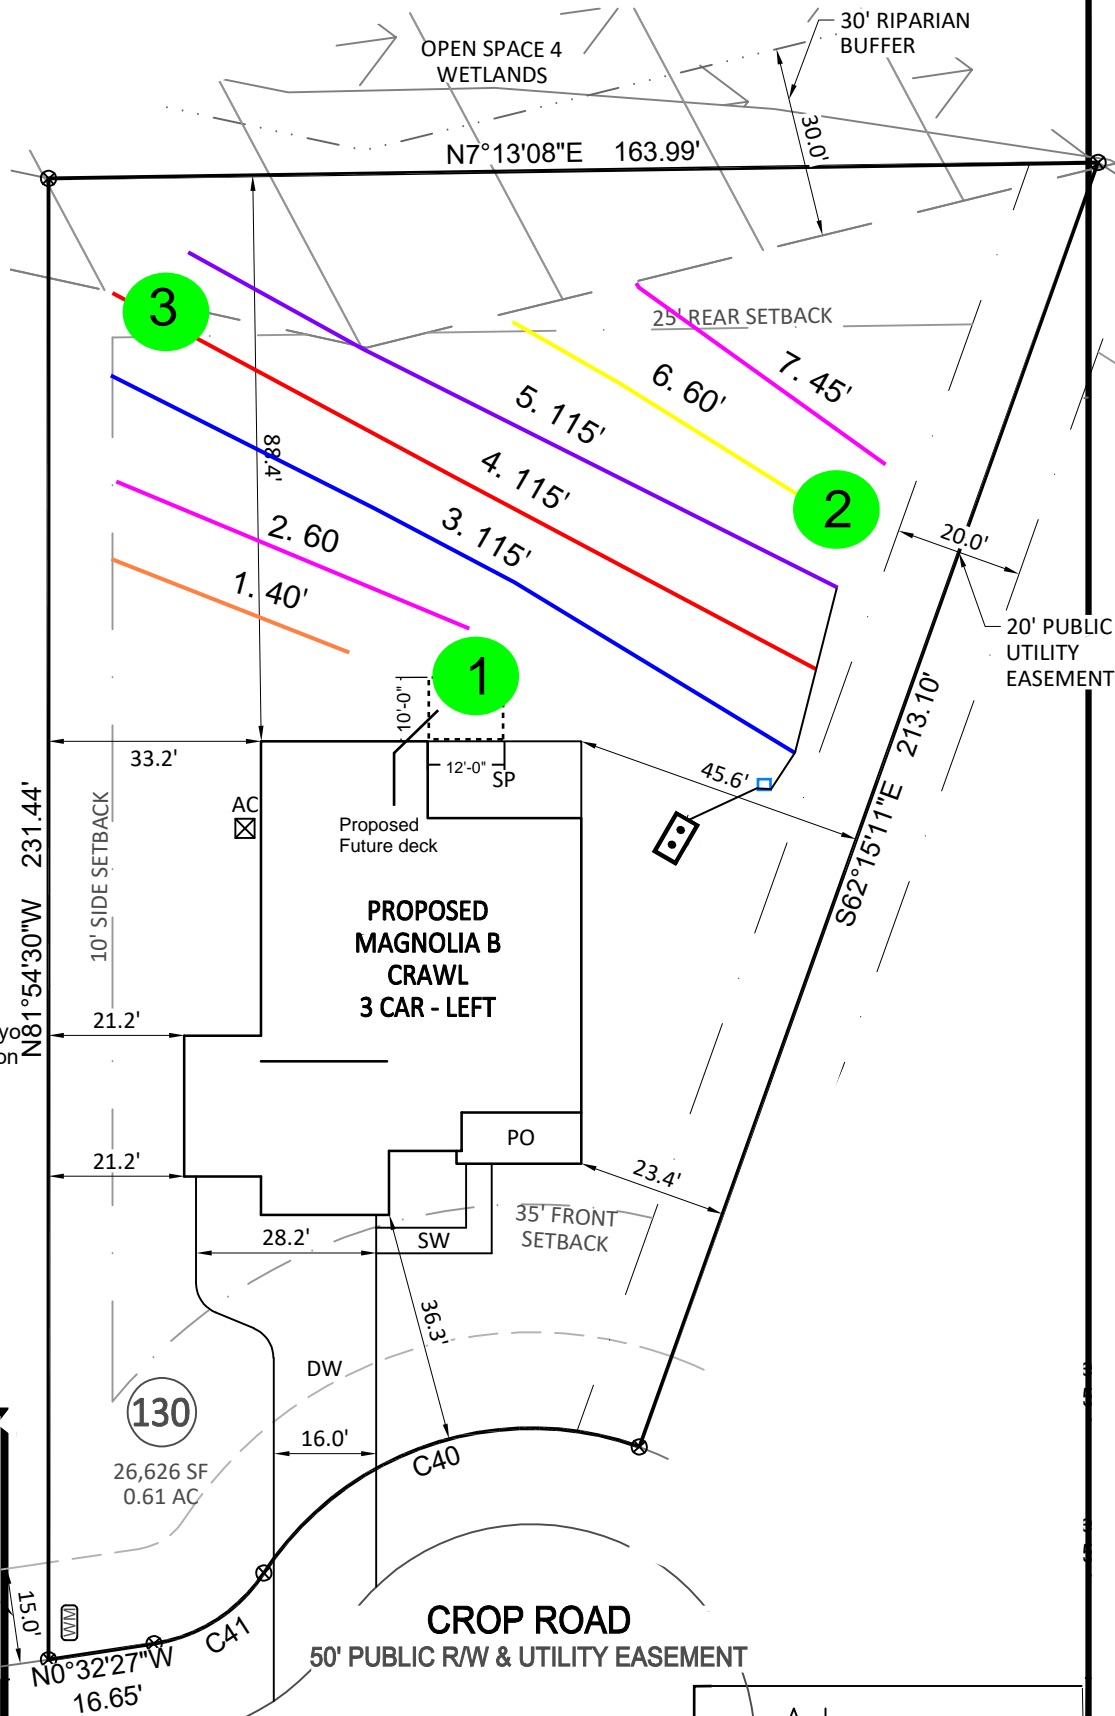 30' RIPARIAN
BUFFER
OPEN SPACE 4
WETLANDS
30.0'
N7°13'08"E 163.99'
3
25' REAR SETBACK
7. 45'
6. 60'
5. 115'
4. 115'
88.4'
3. 115'
2. 60
1. 40'
2
20.0'
20' PUBLIC
UTILITY
EASEMENT
1
10'-0"
12'-0"
SP
33.2'
45.6'
S62°15'11"E 213.10'
AC
Proposed
Future deck
N81°54'30"W 231.44'
10' SIDE SETBACK
PROPOSED
MAGNOLIA B
CRAWL
3 CAR - LEFT
21.2'
yo
on
PO
21.2'
23.4'
35' FRONT
SETBACK
28.2'
SW
36.3'
DW
130
16.0'
C40
26,626 SF
0.61 AC
15.0'
WM
C41
CROP ROAD
50' PUBLIC R/W & UTILITY EASEMENT
N0°32'27"W
16.65'